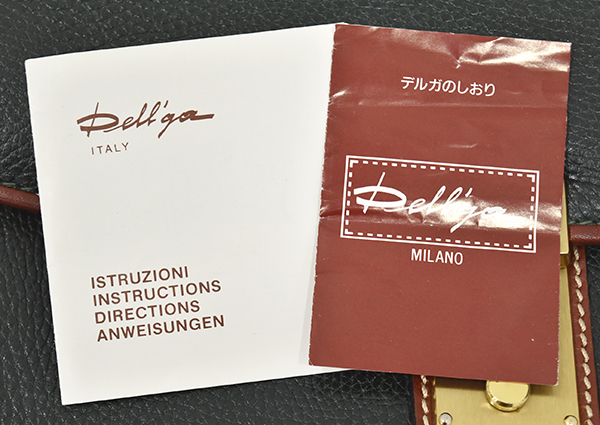 Dell'ga
ITALY
ISTRUZIONI
INSTRUCTIONS
DIRECTIONS
ANWEISUNGEN
デルガのしおり
Dell'ga
MILANO